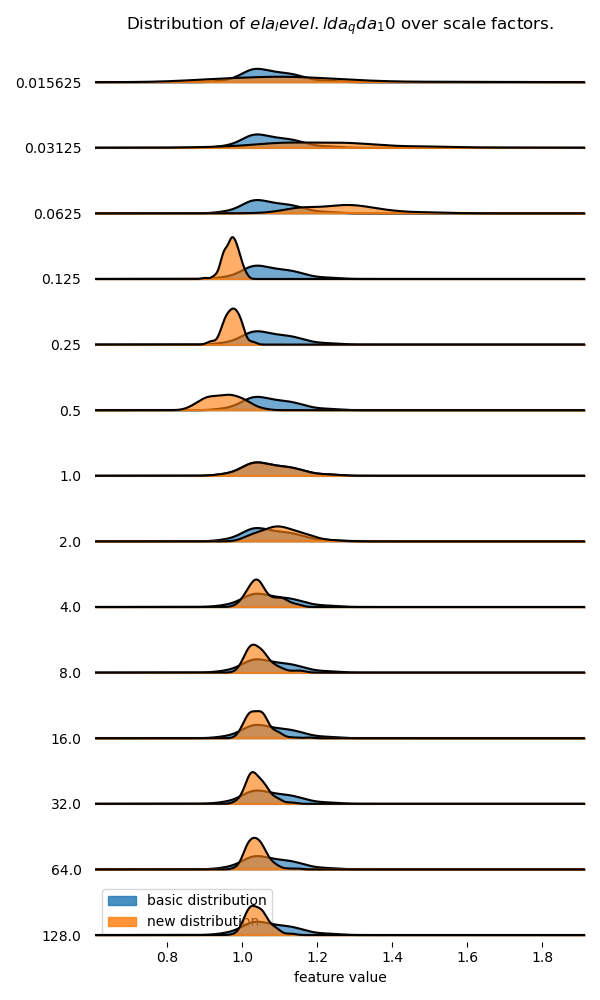 Distribution of ela_level.lda_qda_10 over scale factors.
0.015625
0.03125
0.0625
0.125
0.25
0.5
1.0
2.0
4.0
8.0
16.0
32.0
64.0
basic distribution
new distribution
128.0
0.8 1.0 1.2 1.4 1.6 1.8
feature value